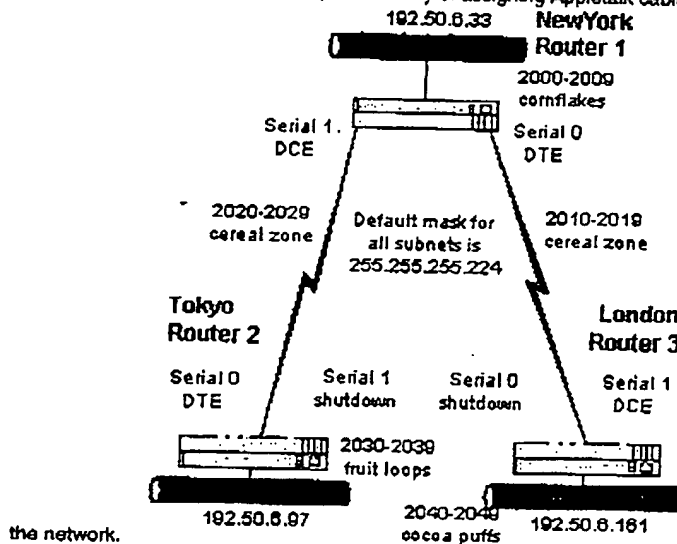 assigning Appletalk
192.50.6.33
NewYork
Router 1
2000-2009
cornflakes
Serial 1.
DCE
Serial 0
DTE
2020-2029
cereal zone
Default mask for
all subnets is
255.255.255.224
2010-2019
cereal zone
Tokyo
Router 2
London
Router 3
Serial 0
DTE
Serial 1
shutdown
Serial 0
shutdown
Serial 1
DCE
2030-2039
fruit loops
192.50.6.97
2040-2049
cocoa puffs
192.50.6.161
the network.